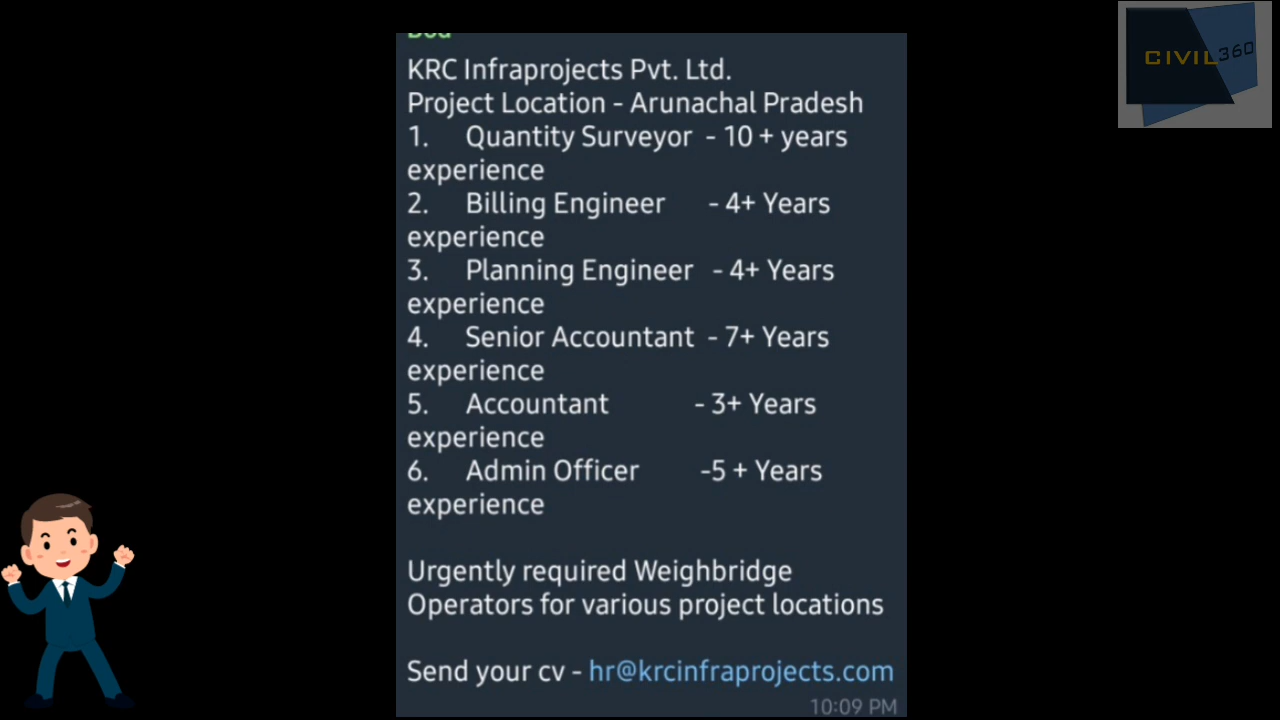 CIVIL360
KRC Infraprojects Pvt. Ltd.
Project Location - Arunachal Pradesh
1. Quantity Surveyor - 10 + years
experience
2. Billing Engineer - 4+ Years
experience
3. Planning Engineer - 4+ Years
experience
4. Senior Accountant - 7+ Years
experience
5. Accountant - 3+ Years
experience
6. Admin Officer -5 + Years
experience
Urgently required Weighbridge
Operators for various project locations
Send your cv - hr@krcinfraprojects.com
10:09 PM